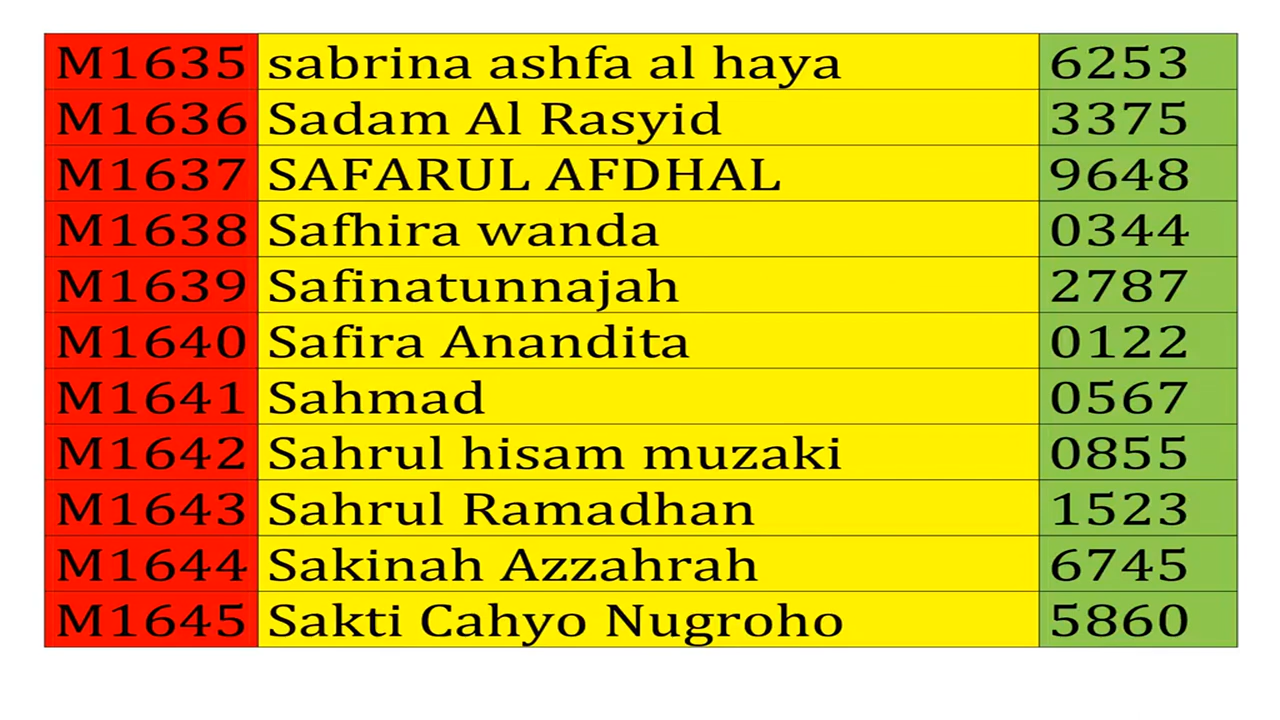 M1635 sabrina ashfa al haya 6253
M1636 Sadam Al Rasyid 3375
M1637 SAFARUL AFDHAL 9648
M1638 Safhira wanda 0344
M1639 Safinatunnajah 2787
M1640 Safira Anandita 0122
M1641 Sahmad 0567
M1642 Sahrul hisam muzaki 0855
M1643 Sahrul Ramadhan 1523
M1644 Sakinah Azzahrah 6745
M1645 Sakti Cahyo Nugroho 5860